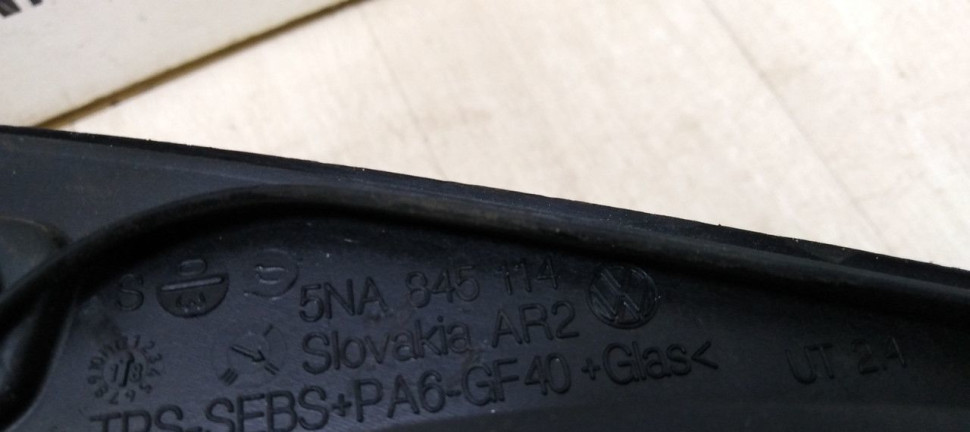 5NA 845 114
Slovakia AR2
TPS-SEBS+PA6-GF40 +Glas<
UT 2.1